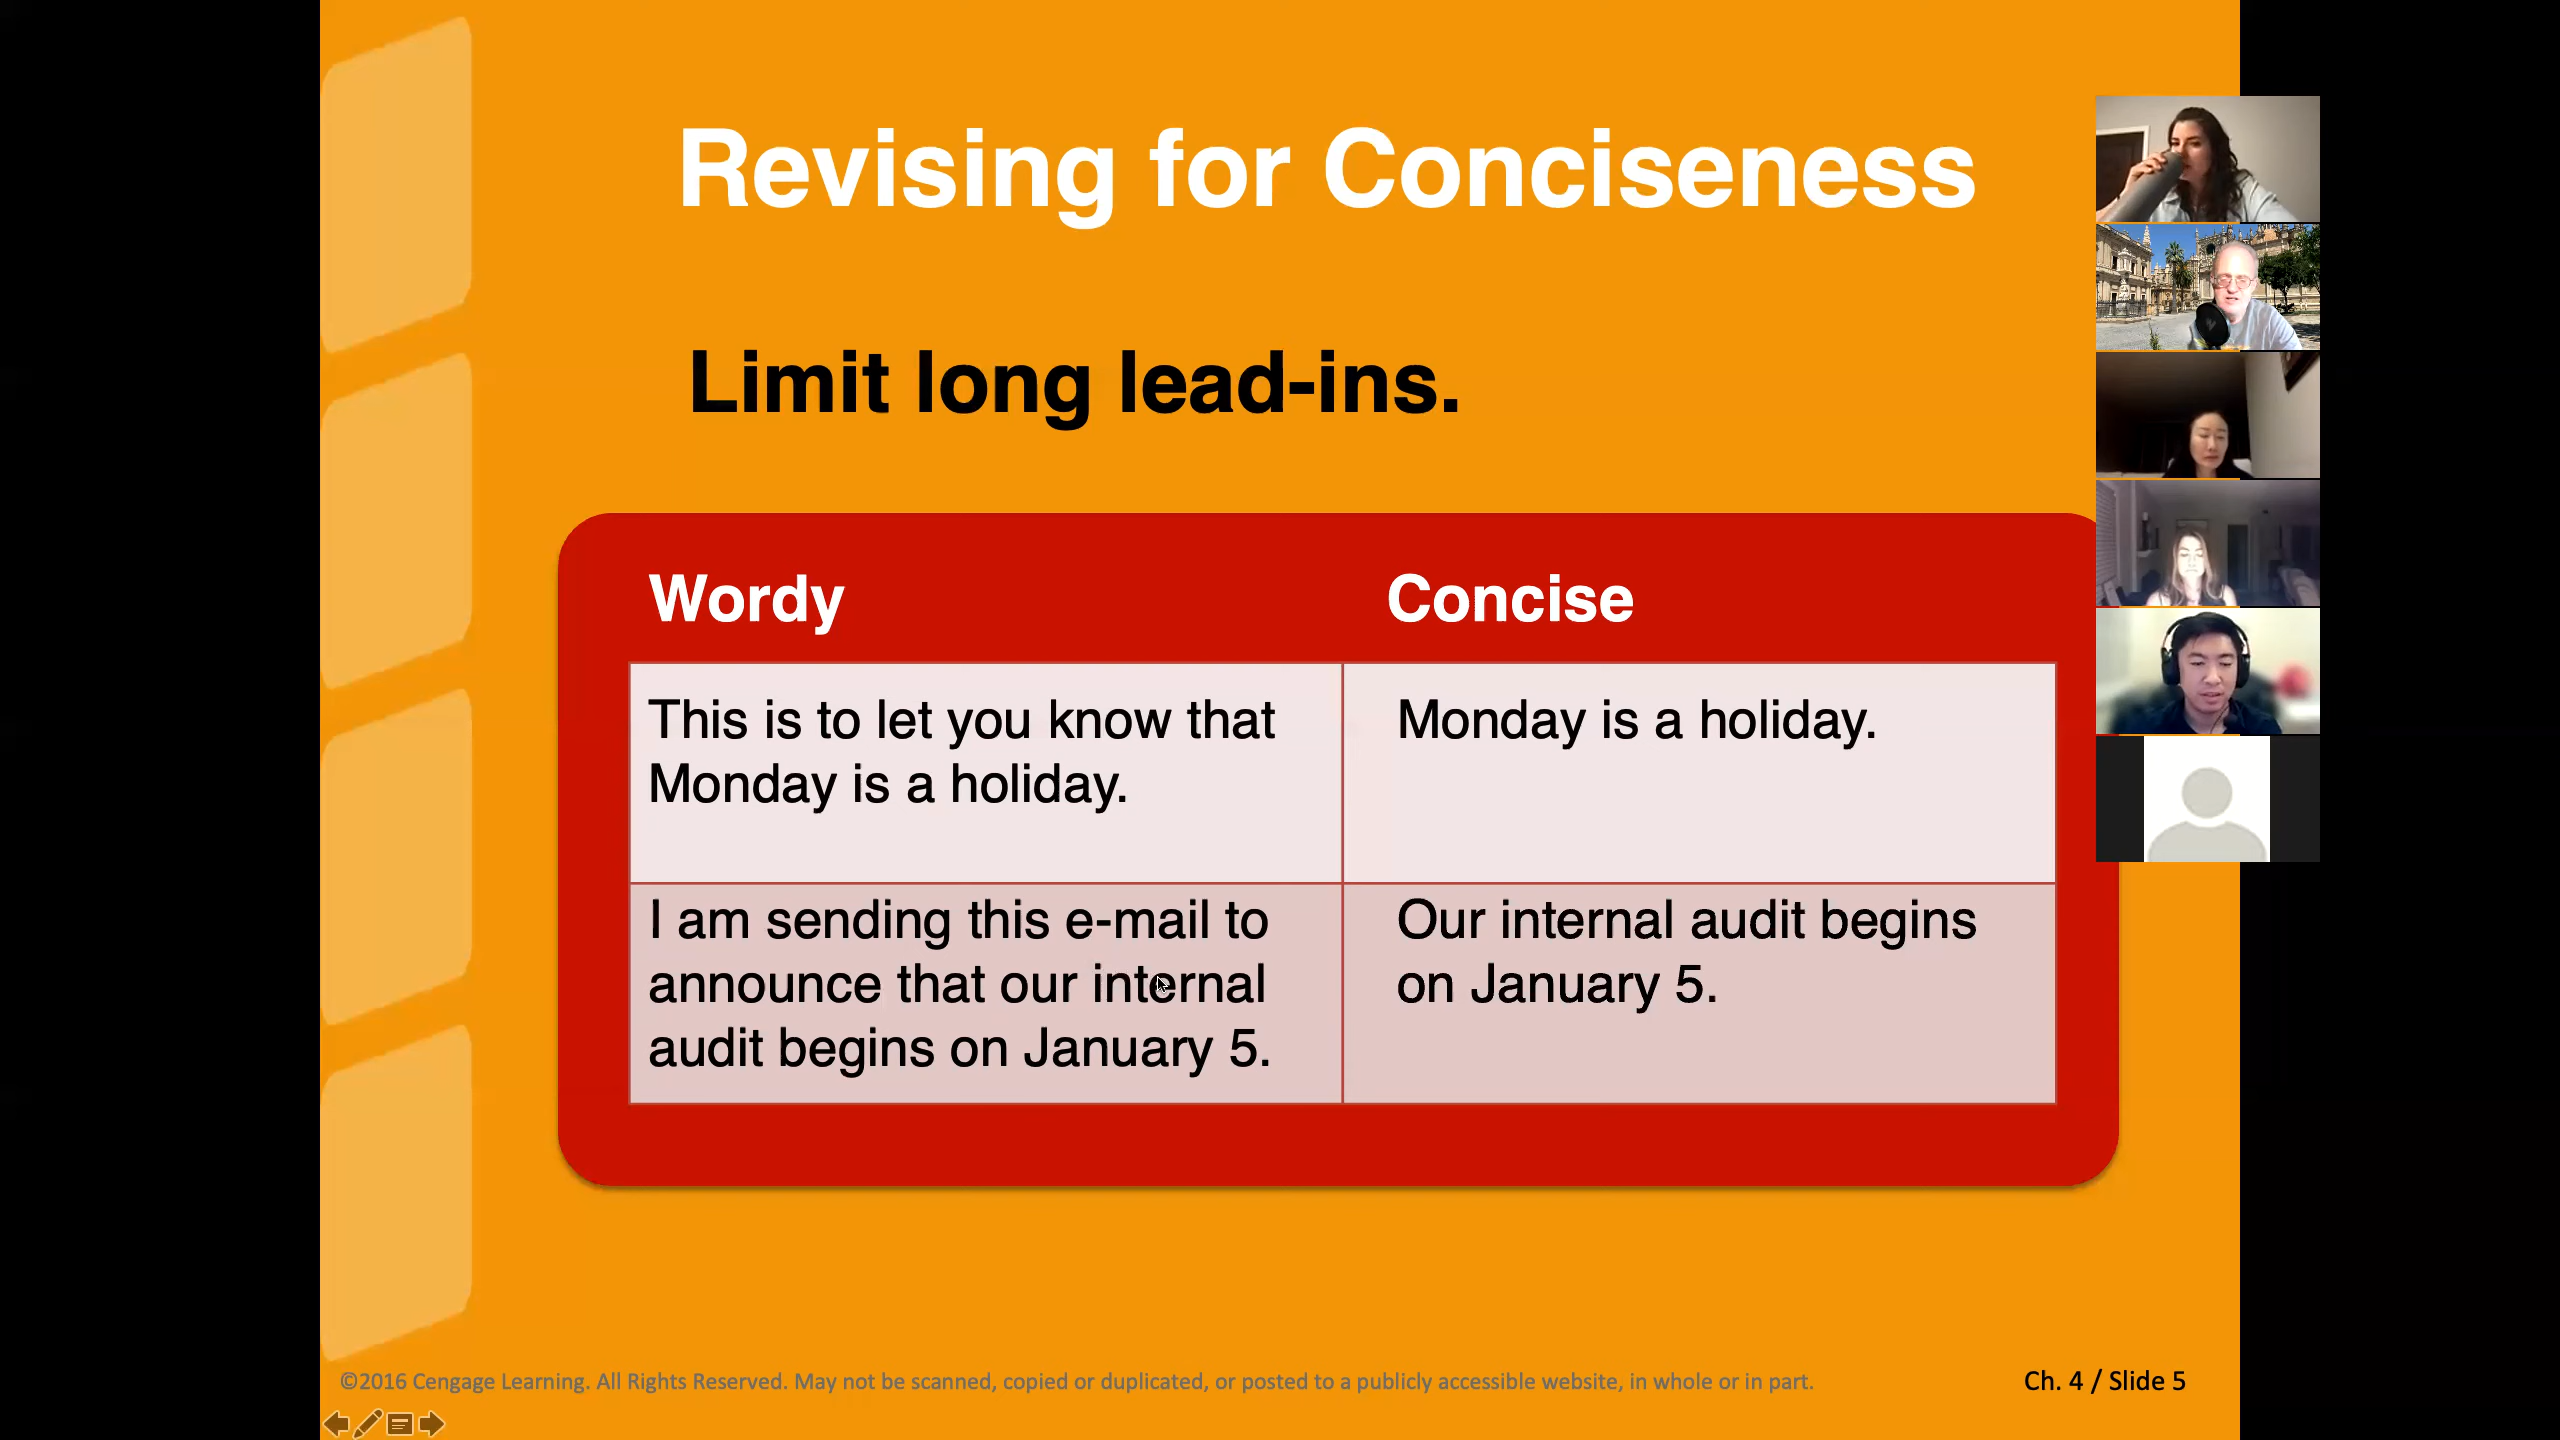 Revising for Conciseness
Limit long lead-ins.
Wordy
Concise
This is to let you know that
Monday is a holiday.
Monday is a holiday.
I am sending this e-mail to
announce that our internal
audit begins on January 5.
Our internal audit begins
on January 5.
©2016 Cengage Learning. All Rights Reserved. May not be scanned, copied or duplicated, or posted to a publicly accessible website, in whole or in part.
Ch. 4 / Slide 5